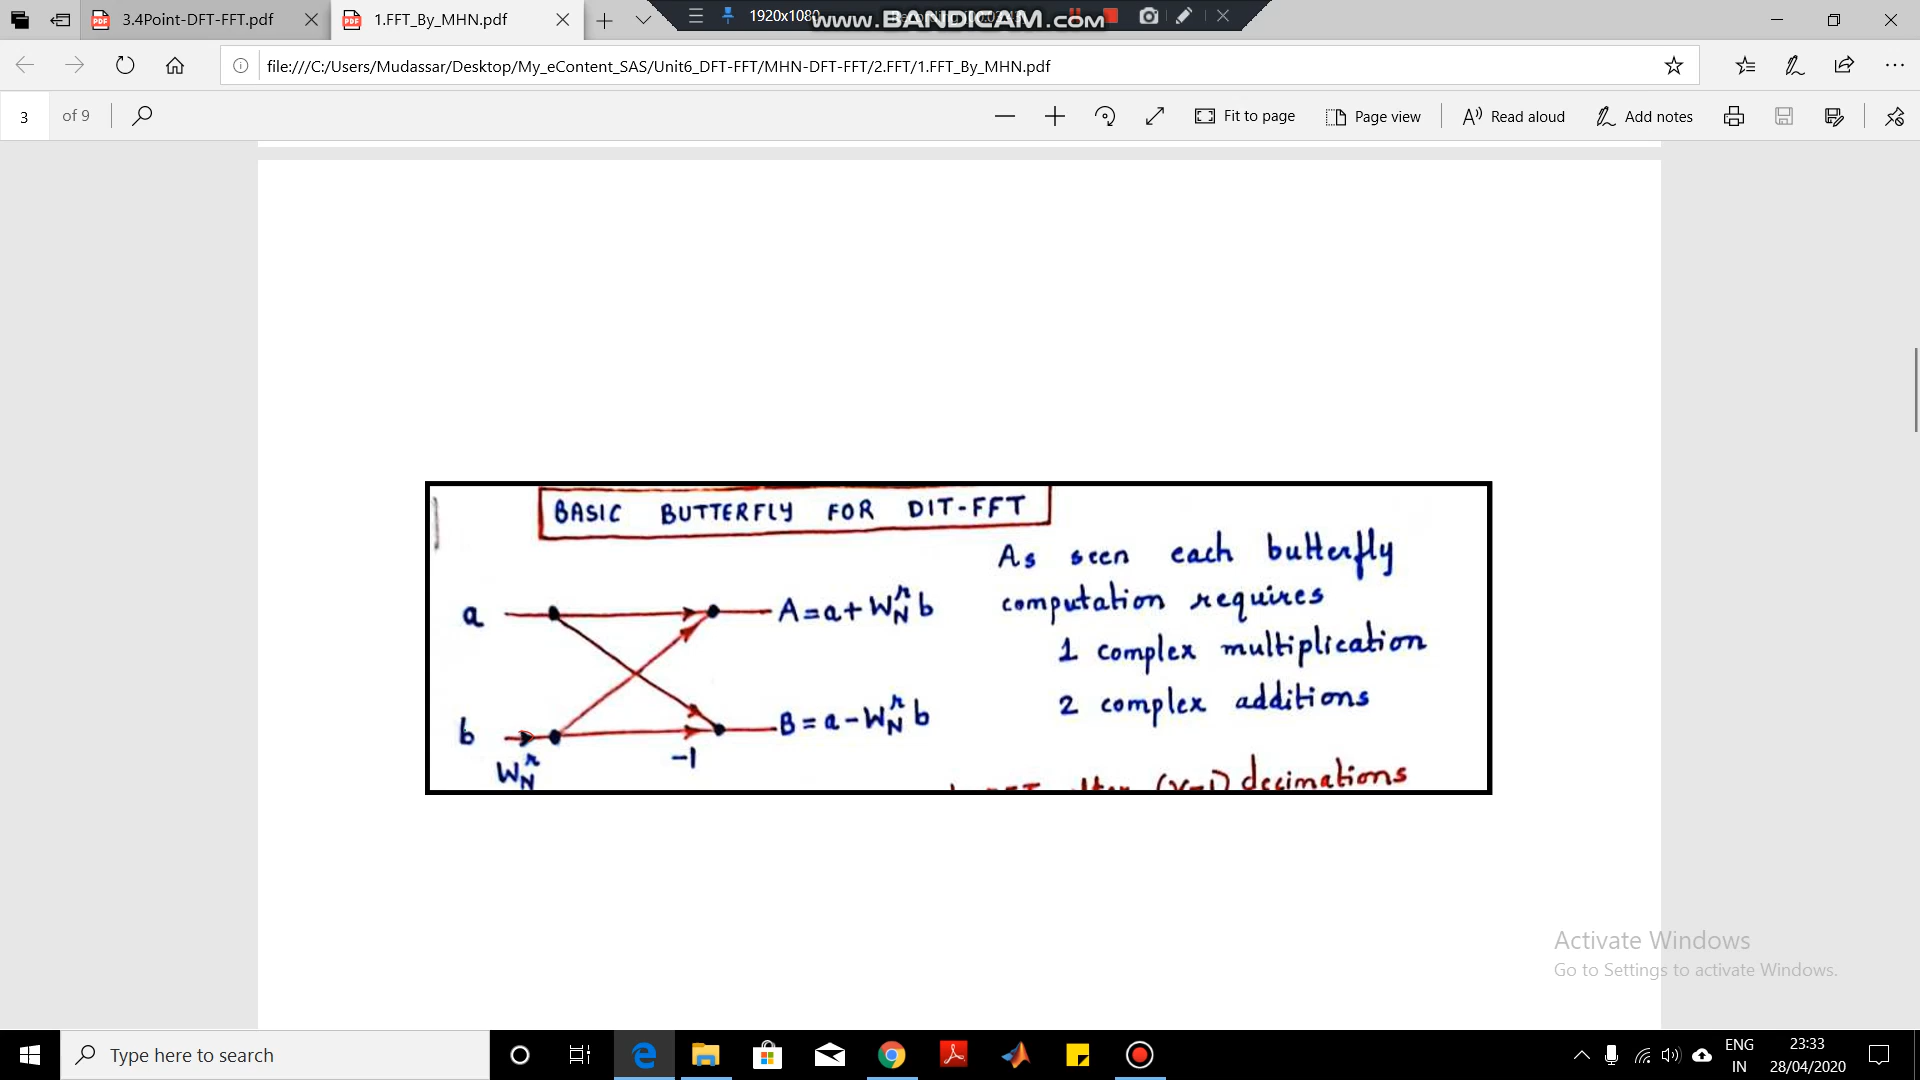 3.4Point-DFT-FFT.pdf
1.FFT_By_MHN.pdf
1920x1080
www.BANDICAM.com
file:///C:/Users/Mudassar/Desktop/My_eContent_SAS/Unit6_DFT-FFT/MHN-DFT-FFT/2.FFT/1.FFT_By_MHN.pdf
3 of 9
Fit to page
Page view
Read aloud
Add notes
BASIC BUTTERFLY FOR DIT-FFT
As seen each butterfly
computation requires
1 complex multiplication
2 complex additions
a
A=a+W_N^r b
b
B=a-W_N^r b
W_N^r
-1
decimations
Activate Windows
Go to Settings to activate Windows.
Type here to search
ENG
IN
23:33
28/04/2020